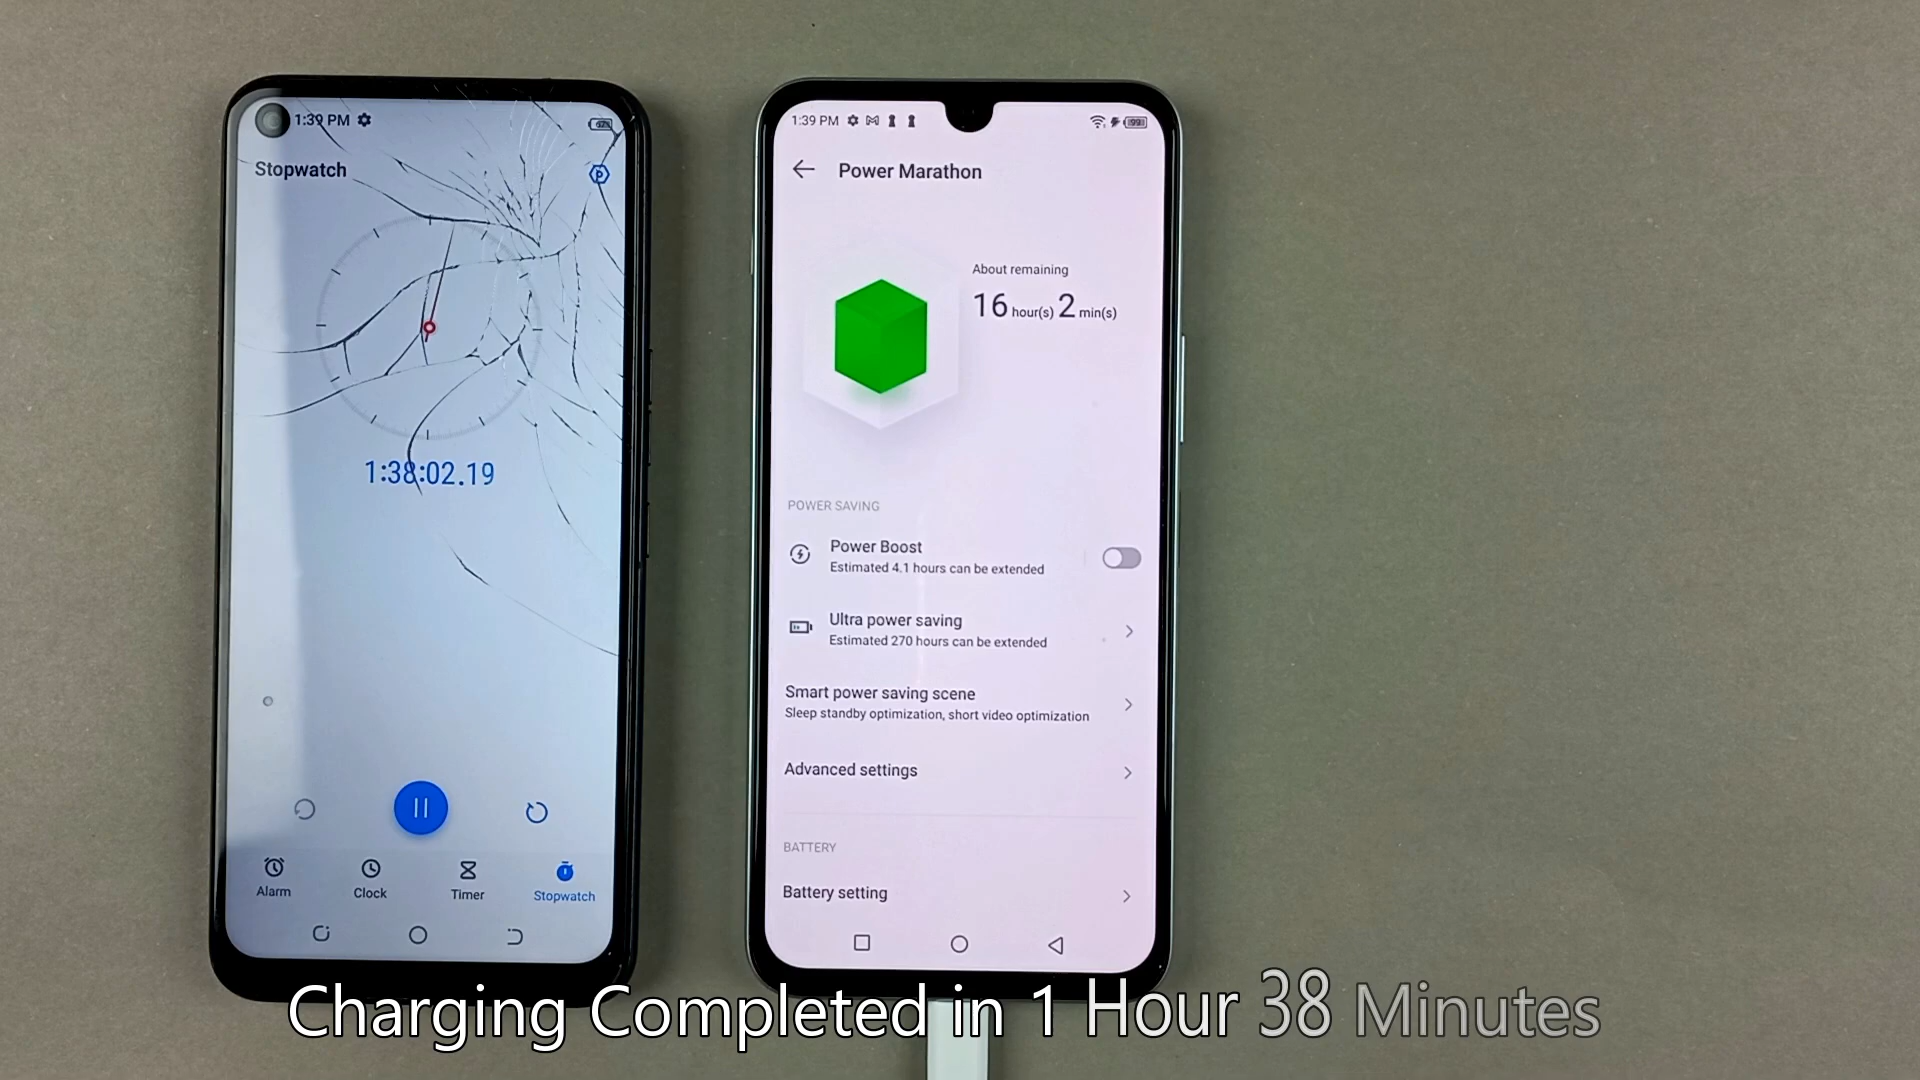 1:39 PM
Stopwatch
1:38:02.19
Alarm
Clock
Timer
Stopwatch
1:39 PM
99
Power Marathon
About remaining
16 hour(s) 2 min(s)
POWER SAVING
Power Boost
Estimated 4.1 hours can be extended
Ultra power saving
Estimated 270 hours can be extended
Smart power saving scene
Sleep standby optimization, short video optimization
Advanced settings
BATTERY
Battery setting
Charging Completed in 1 Hour 38 Minutes